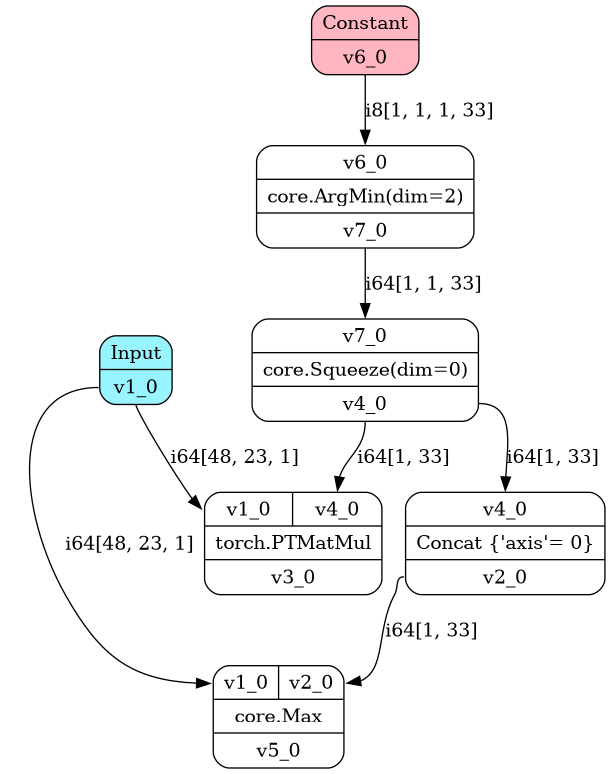 Constant
v6_0
i8[1, 1, 1, 33]
v6_0
core.ArgMin(dim=2)
v7_0
i64[1, 1, 33]
v7_0
core.Squeeze(dim=0)
v4_0
Input
v1_0
i64[48, 23, 1]
i64[1, 33]
i64[1, 33]
v1_0 v4_0
torch.PTMatMul
v3_0
v4_0
Concat {'axis'= 0}
v2_0
i64[48, 23, 1]
i64[1, 33]
v1_0 v2_0
core.Max
v5_0